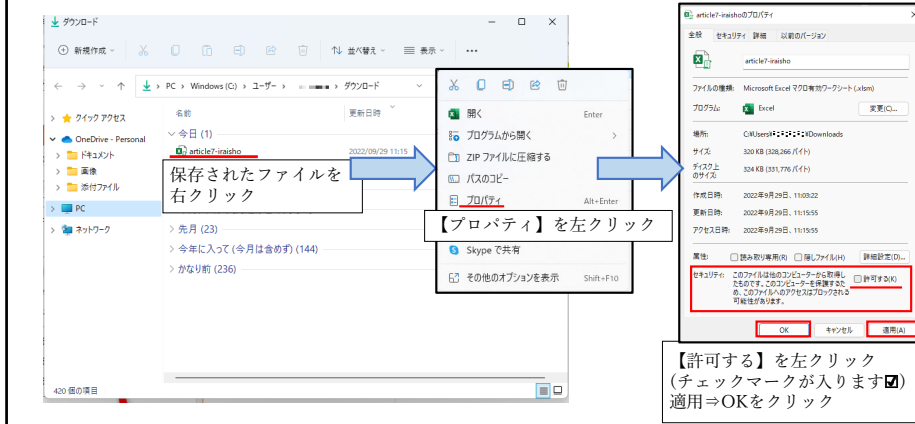 ダウンロード
新規作成
並べ替え
表示
PC > Windows (C:) > ユーザー >
> ダウンロード
クイック アクセス
OneDrive - Personal
ドキュメント
画像
添付ファイル
PC
ネットワーク
名前
更新日時
今日 (1)
article7-iraisho
2022/09/29 11:15
保存されたファイルを
右クリック
先月 (23)
今年に入って (今月は含めず) (144)
かなり前 (236)
420 個の項目
開く
Enter
プログラムから開く
ZIP ファイルに圧縮する
パスのコピー
プロパティ
Alt+Enter
【プロパティ】を左クリック
Skype で共有
その他のオプションを表示
Shift+F10
article7-iraishoのプロパティ
全般 セキュリティ 詳細 以前のバージョン
article7-iraisho
ファイルの種類: Microsoft Excel マクロ有効ワークシート (.xlsm)
プログラム: Excel 変更(C)...
場所: C:¥Users¥ ¥Downloads
サイズ: 320 KB (328,266 バイト)
ディスク上
のサイズ: 324 KB (331,776 バイト)
作成日時: 2022年9月29日、11:03:22
更新日時: 2022年9月29日、11:15:55
アクセス日時: 2022年9月29日、11:15:55
属性: 読み取り専用(R) 隠しファイル(H) 詳細設定(D)...
セキュリティ: このファイルは他のコンピューターから取得し
たものです。このコンピューターを保護するた
め、このファイルへのアクセスはブロックされる
可能性があります。
許可する(K)
OK キャンセル 適用(A)
【許可する】を左クリック
(チェックマークが入ります☑)
適用⇒OKをクリック